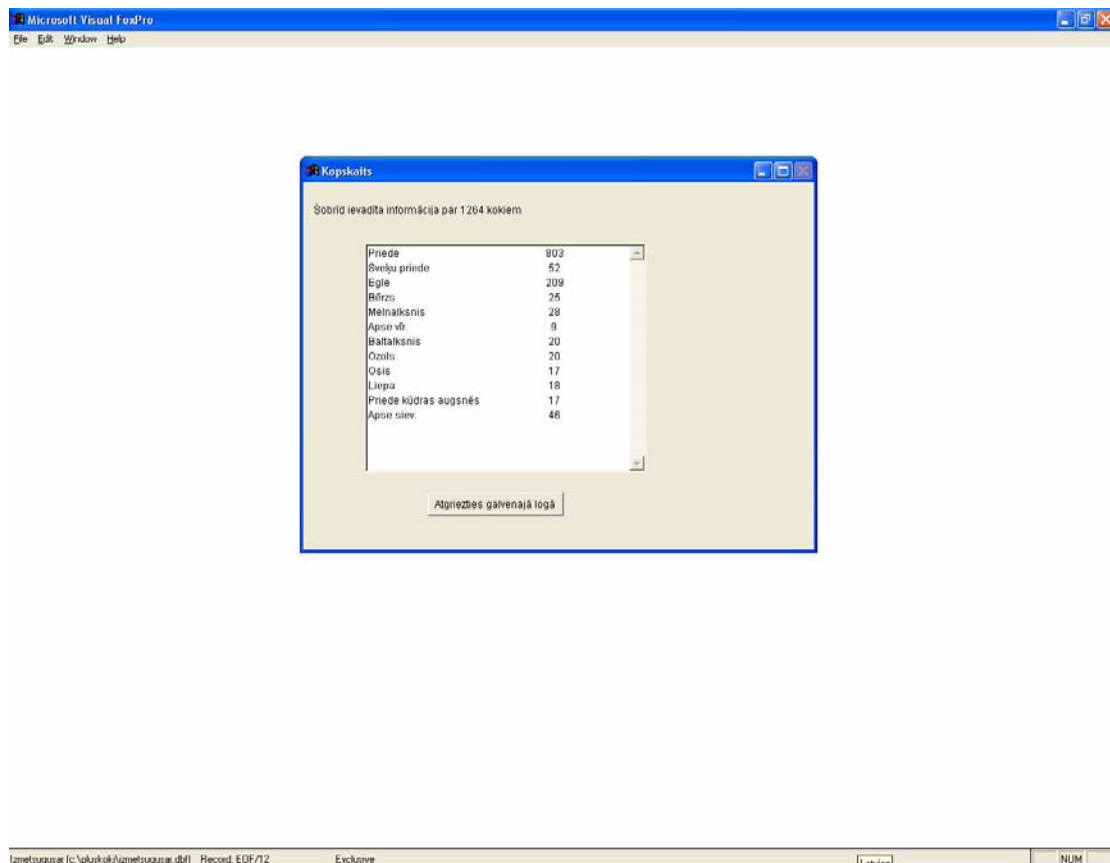 Microsoft Visual FoxPro
File Edit Window Help
Kopskaits
Šobrīd ievadīta informācija par 1264 kokiem
Priede 803
Sveķu priede 52
Egle 209
Bērzs 25
Melnalksnis 28
Apse vīr. 9
Baltalksnis 20
Ozols 20
Osis 17
Liepa 18
Priede kūdras augsnēs 17
Apse siev. 46
Atgriezties galvenajā logā
Record: EOF/12 Exclusive NUM